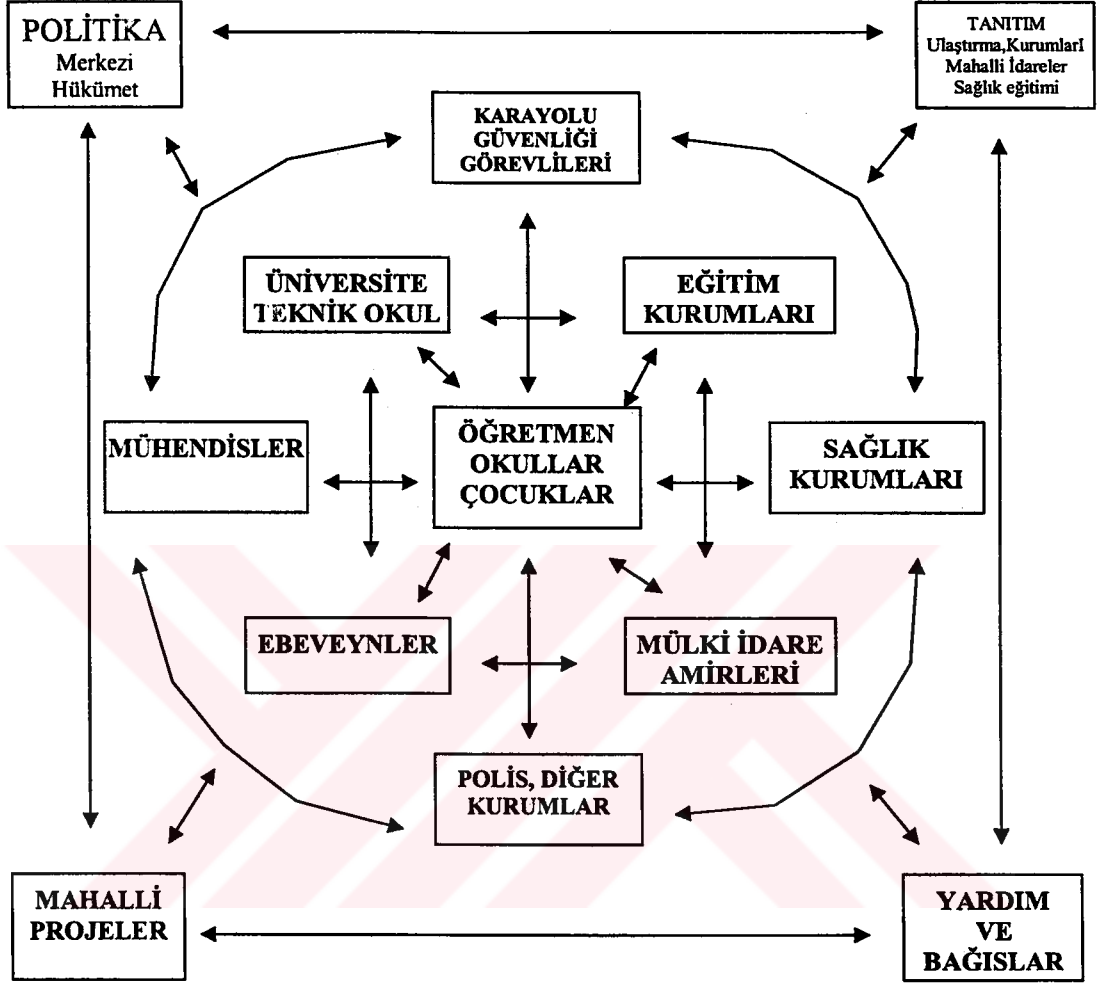 POLİTİKA
Merkezi
Hükümet
TANITIM
Ulaştırma,KurumlarI
Mahalli İdareler
Sağlık eğitimi
KARAYOLU
GÜVENLİĞİ
GÖREVLİLERİ
ÜNİVERSİTE
TEKNİK OKUL
EĞİTİM
KURUMLARI
MÜHENDİSLER
ÖĞRETMEN
OKULLAR
ÇOCUKLAR
SAĞLIK
KURUMLARI
EBEVEYNLER
MÜLKİ İDARE
AMİRLERİ
POLİS, DİĞER
KURUMLAR
MAHALLİ
PROJELER
YARDIM
VE
BAĞISLAR